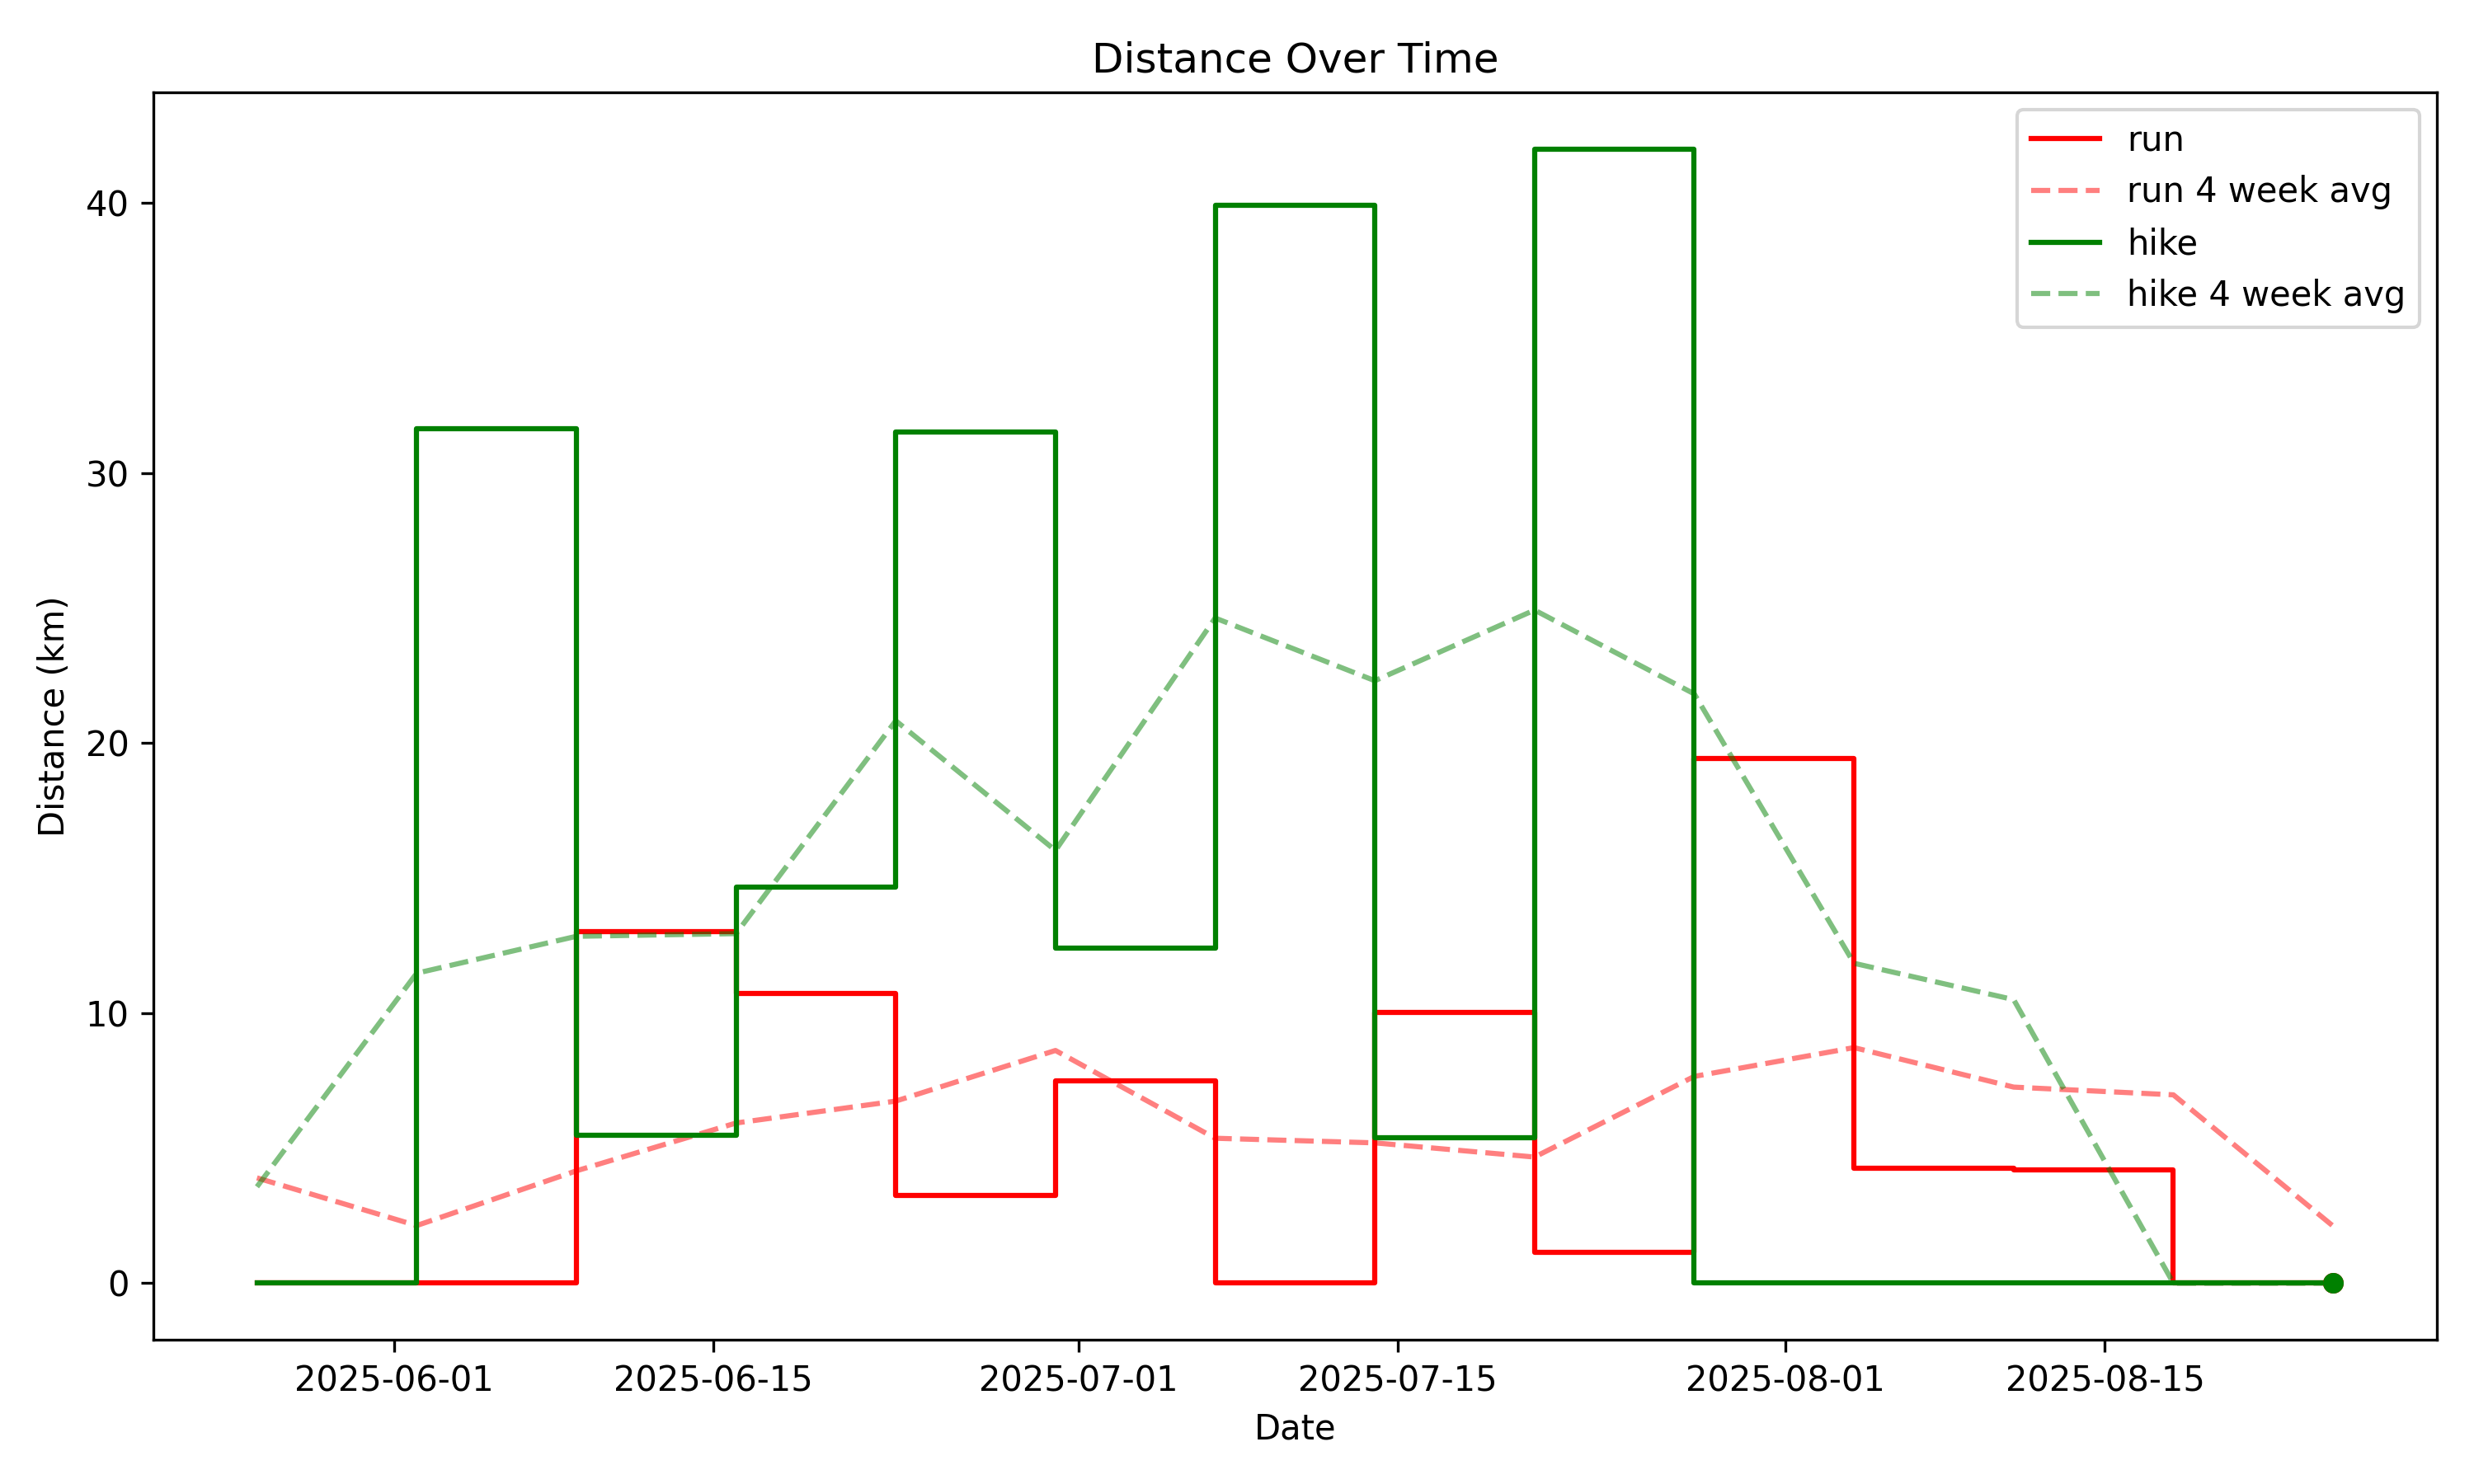 Distance Over Time
run
run 4 week avg
hike
hike 4 week avg
40
30
20
10
0
Distance (km)
2025-06-01 2025-06-15 2025-07-01 2025-07-15 2025-08-01 2025-08-15
Date